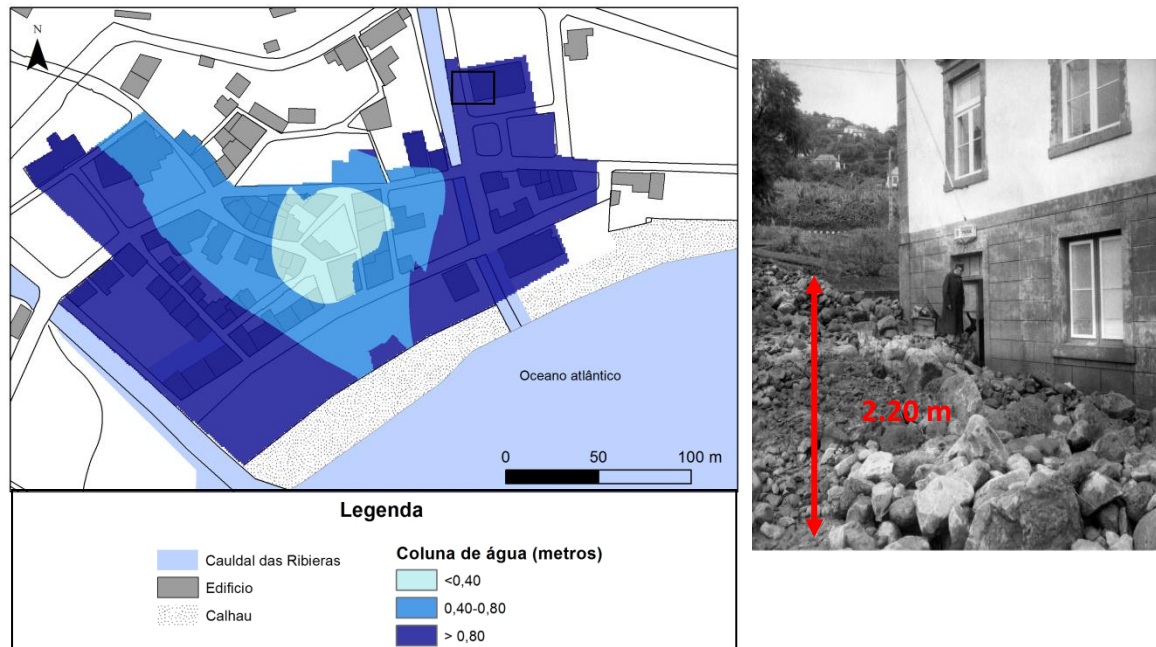 N
Oceano atlântico
0 50 100 m
Legenda
Cauldal das Ribieras
Edificio
Calhau
Coluna de água (metros)
<0,40
0,40-0,80
> 0,80
2.20 m